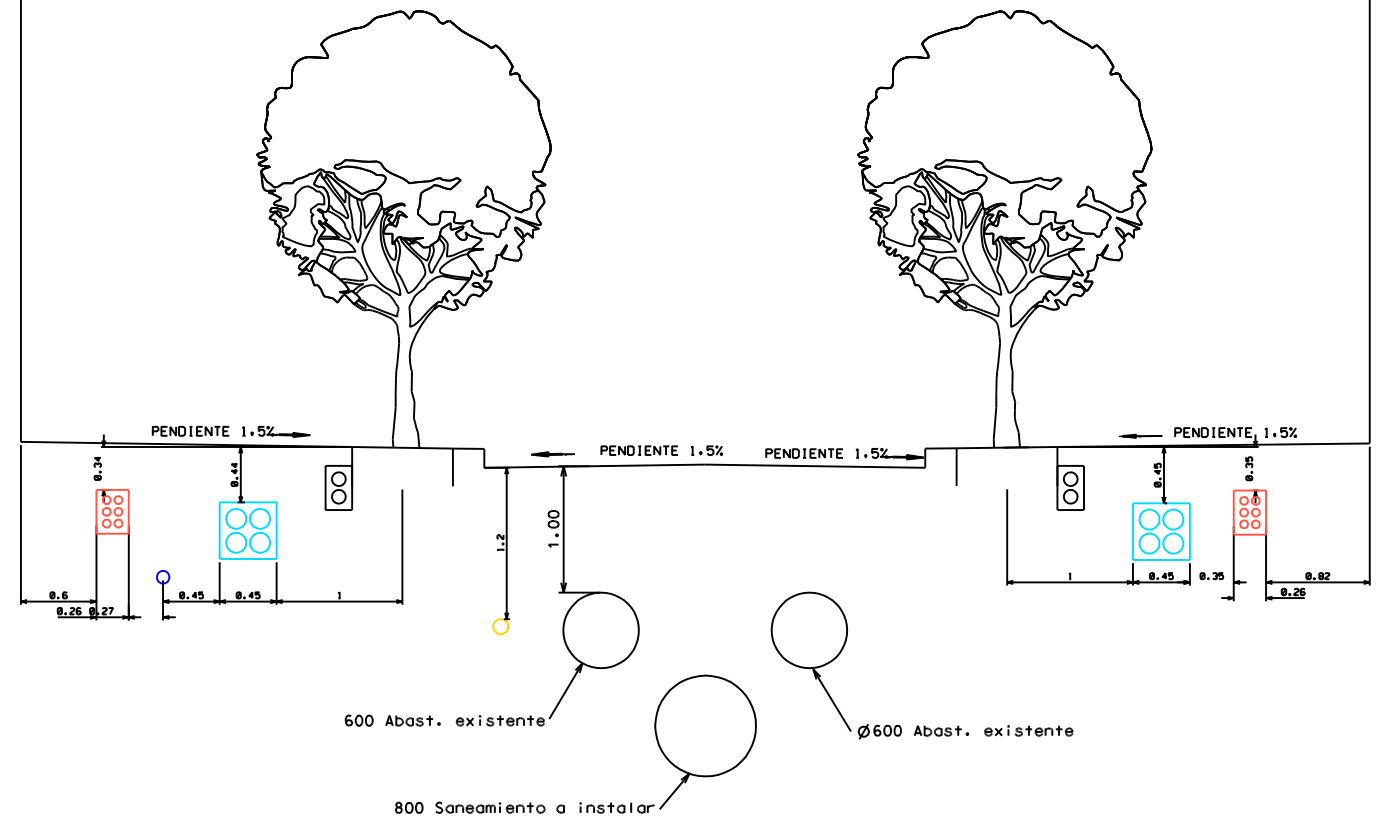 PENDIENTE 1.5%
PENDIENTE 1.5%
PENDIENTE 1.5%
PENDIENTE 1.5%
0.34
0.44
1.2
1.00
0.45
0.35
0.6
0.26 0.27
0.45
0.45
1
1
0.45
0.35
0.82
0.26
600 Abast. existente
Ø600 Abast. existente
800 Saneamiento a instalar